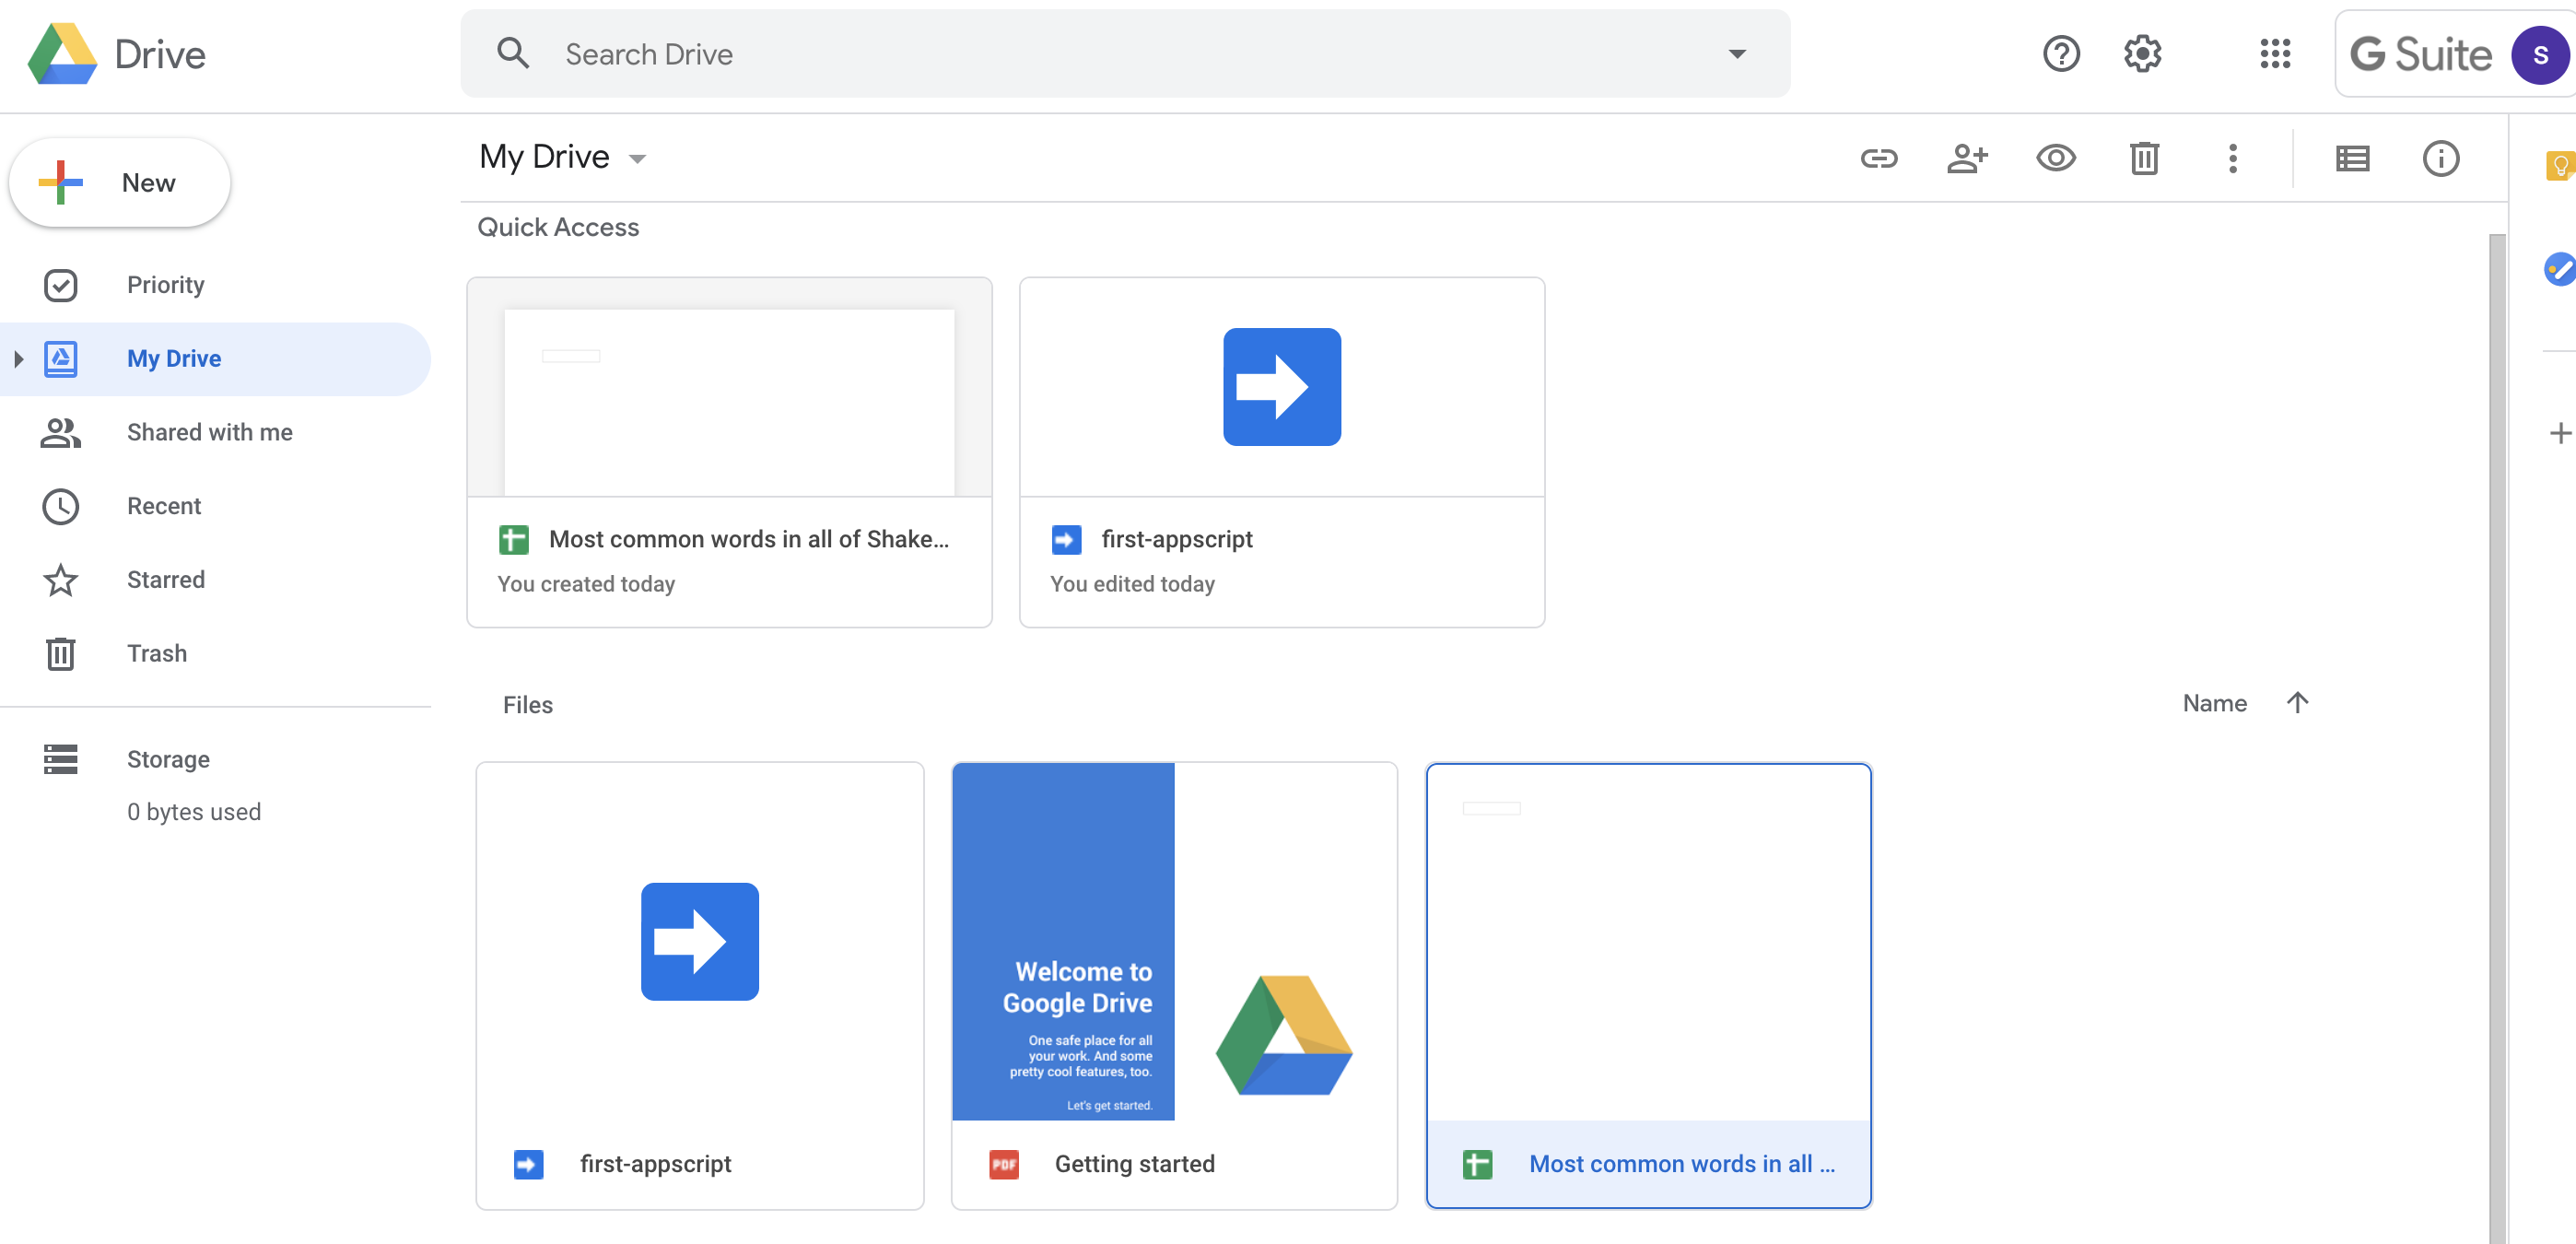 Drive
Search Drive
G Suite
S
New
My Drive
Quick Access
Priority
My Drive
Shared with me
Recent
Starred
Trash
Storage
0 bytes used
Most common words in all of Shake...
You created today
first-appscript
You edited today
Files
Name
Welcome to
Google Drive
One safe place for all
your work. And some
pretty cool features, too.
Let's get started.
first-appscript
PDF
Getting started
Most common words in all ...